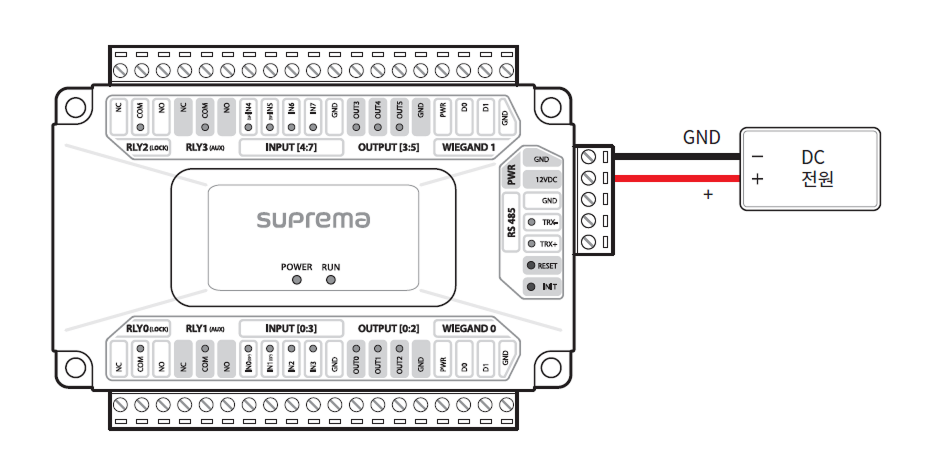 NC COM NO NC COM NO IN4 IN5 IN6 IN7 GND OUT3 OUT4 OUT5 GND PWR D0 D1 GND
RLY2 (LOCK) RLY3 (AUX) INPUT [4:7] OUTPUT [3:5] WIEGAND 1
PWR
GND
12VDC
RS 485
GND
TRX-
TRX+
RESET
INIT
GND
+
− DC
+ 전원
suprema
POWER RUN
RLY0 (LOCK) RLY1 (AUX) INPUT [0:3] OUTPUT [0:2] WIEGAND 0
NC COM NO NC COM NO IN0 IN1 IN2 IN3 GND OUT0 OUT1 OUT2 GND PWR D0 D1 GND